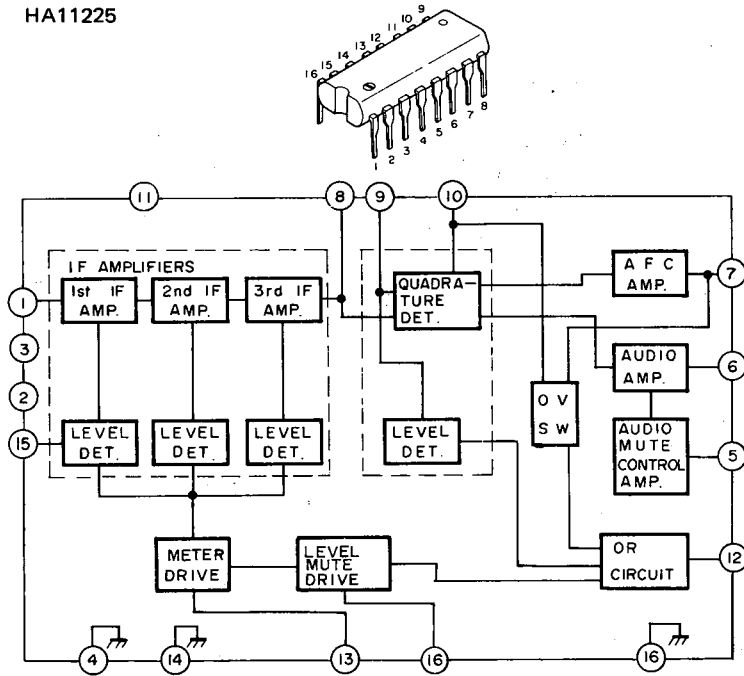 HA11225
16 15 14 13 12 11 10 9
1 2 3 4 5 6 7 8
11 8 9 10
IF AMPLIFIERS
1st IF AMP.
2nd IF AMP.
3rd IF AMP.
QUADRA-
TURE
DET.
A F C
AMP.
7
1
3
2
15
AUDIO
AMP.
6
O V
S W
LEVEL
DET.
LEVEL
DET.
LEVEL
DET.
LEVEL
DET.
AUDIO
MUTE
CONTROL
AMP.
5
METER
DRIVE
LEVEL
MUTE
DRIVE
OR
CIRCUIT
12
4 14 13 16 16